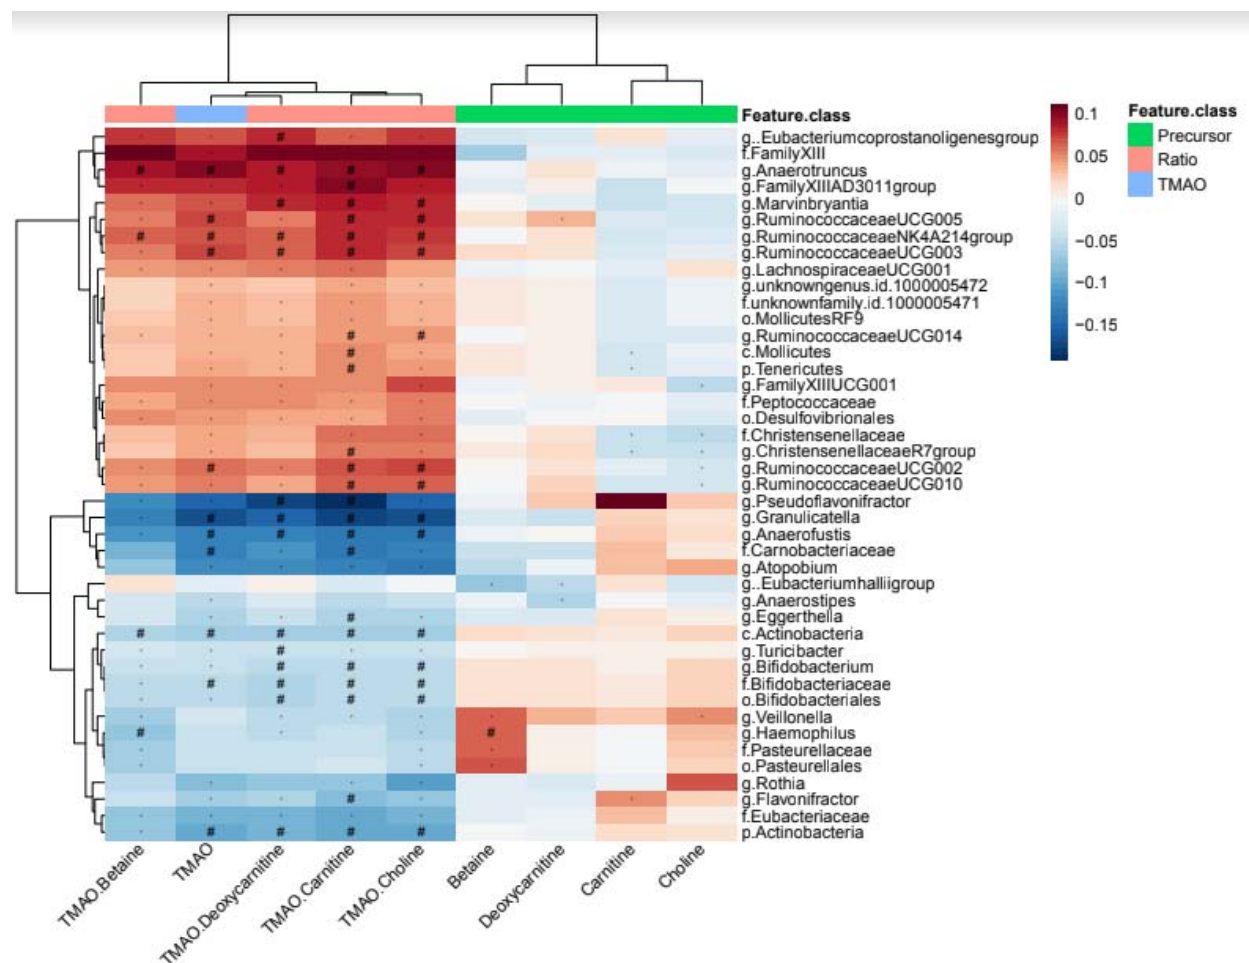 Feature.class
g..Eubacteriumcoprostanoligenesgroup
f.FamilyXIII
g.Anaerotruncus
g.FamilyXIIIAD3011group
g.Marvinbryantia
g.RuminococcaceaeUCG005
g.RuminococcaceaeNK4A214group
g.RuminococcaceaeUCG003
g.LachnospiraceaeUCG001
g.unknowngenus.id.1000005472
f.unknownfamily.id.1000005471
o.MollicutesRF9
g.RuminococcaceaeUCG014
c.Mollicutes
p.Tenericutes
g.FamilyXIIIUCG001
f.Peptococcaceae
o.Desulfovibrionales
f.Christensenellaceae
g.ChristensenellaceaeR7group
g.RuminococcaceaeUCG002
g.RuminococcaceaeUCG010
g.Pseudoflavonifractor
g.Granulicatella
g.Anaerofustis
f.Carnobacteriaceae
g.Atopobium
g..Eubacteriumhalliigroup
g.Anaerostipes
g.Eggerthella
c.Actinobacteria
g.Turicibacter
g.Bifidobacterium
f.Bifidobacteriaceae
o.Bifidobacteriales
g.Veillonella
g.Haemophilus
f.Pasteurellaceae
o.Pasteurellales
g.Rothia
g.Flavonifractor
f.Eubacteriaceae
p.Actinobacteria
TMAO.Betaine
TMAO
TMAO.Deoxycarnitine
TMAO.Carnitine
TMAO.Choline
Betaine
Deoxycarnitine
Carnitine
Choline
0.1
0.05
0
−0.05
−0.1
−0.15
Feature.class
Precursor
Ratio
TMAO